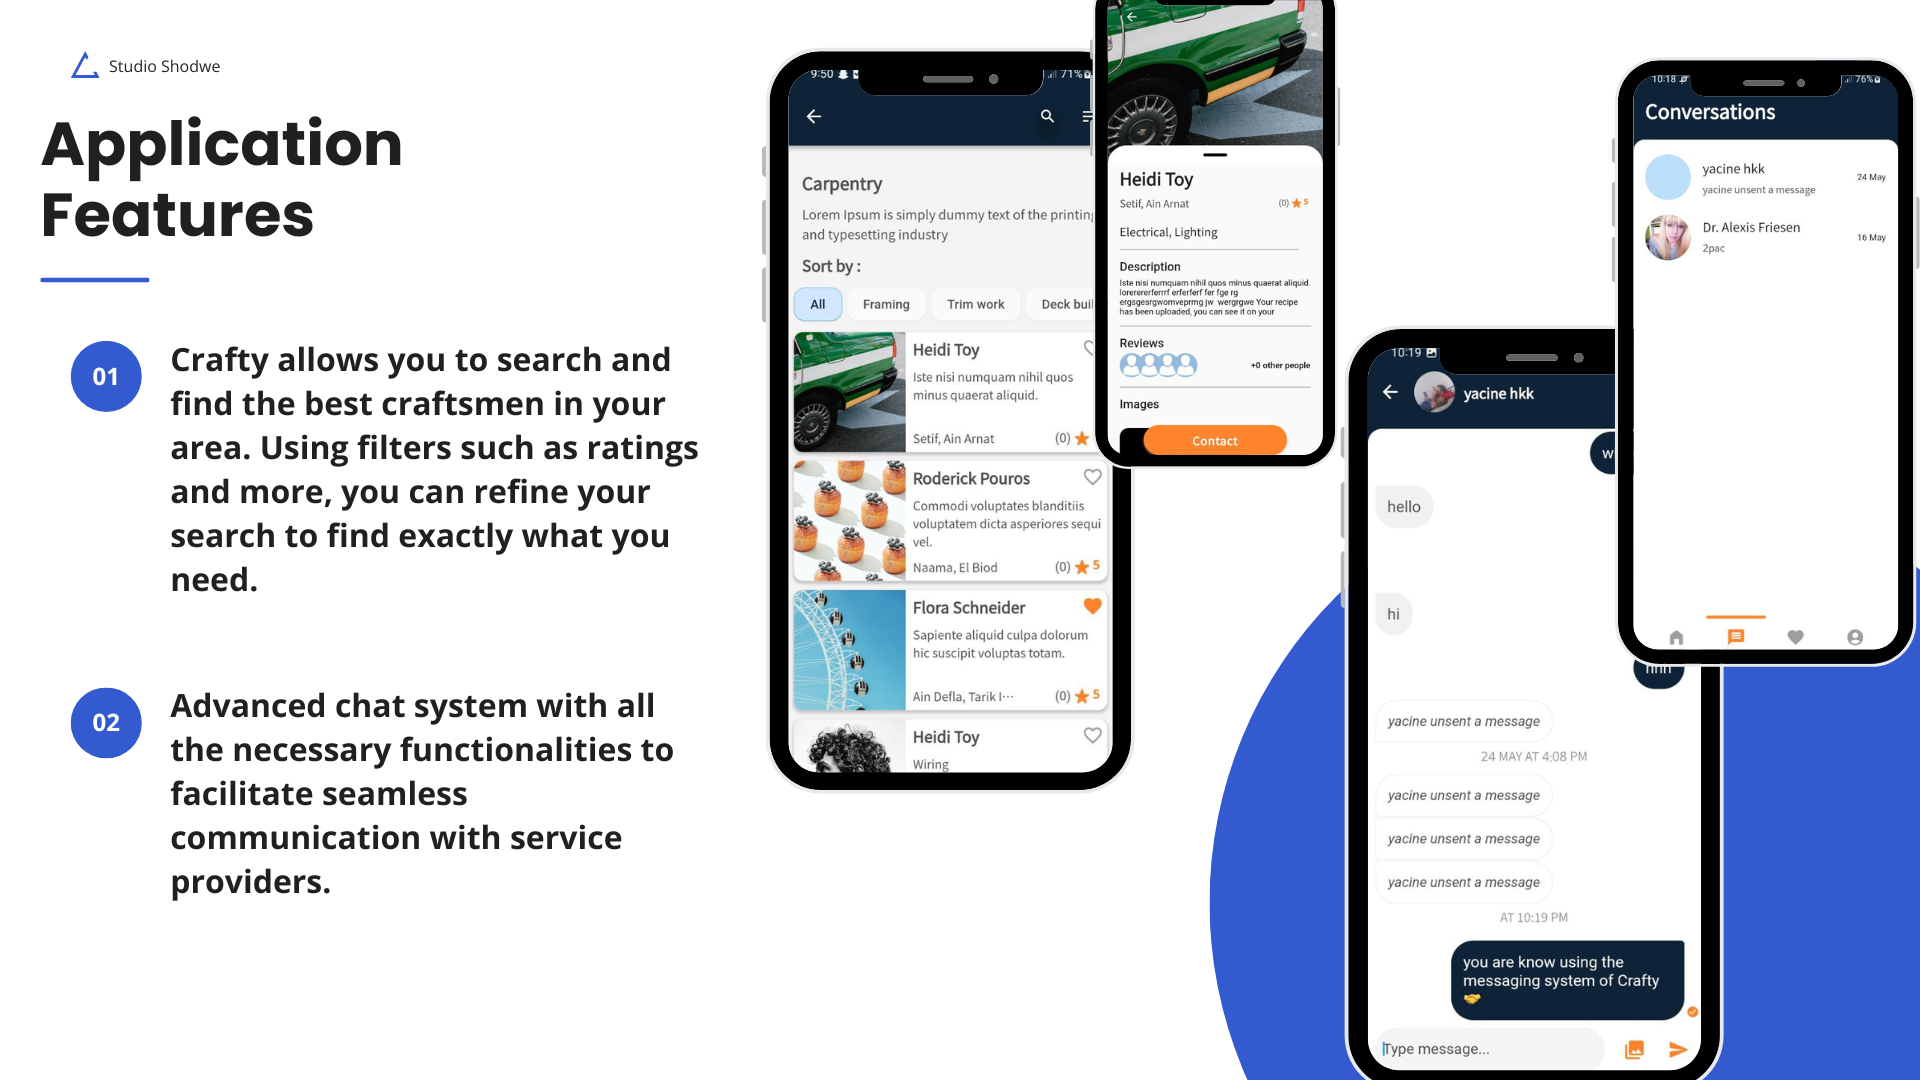 Studio Shodwe
Application
Features
01
Crafty allows you to search and
find the best craftsmen in your
area. Using filters such as ratings
and more, you can refine your
search to find exactly what you
need.
02
Advanced chat system with all
the necessary functionalities to
facilitate seamless
communication with service
providers.
9:50
71%
Carpentry
Lorem Ipsum is simply dummy text of the printing
and typesetting industry
Sort by :
All
Framing
Trim work
Deck buil
Heidi Toy
Iste nisi numquam nihil quos
minus quaerat aliquid.
Setif, Ain Arnat
(0)
Roderick Pouros
Commodi voluptates blanditiis
voluptatem dicta asperiores sequi
vel.
Naama, El Biod
(0) 5
Flora Schneider
Sapiente aliquid culpa dolorum
hic suscipit voluptas totam.
Ain Defla, Tarik I···
(0) 5
Heidi Toy
Wiring
Heidi Toy
Setif, Ain Arnat
(0) 5
Electrical, Lighting
Description
Iste nisi numquam nihil quos minus quaerat aliquid.
lorerererferrrf erferferf fer fge rg
ergsgesrgwomveprmg jw wergrgwe Your recipe
has been uploaded, you can see it on your
Reviews
+0 other people
Images
Contact
10:19
yacine hkk
w
hello
hi
hhh
yacine unsent a message
24 MAY AT 4:08 PM
yacine unsent a message
yacine unsent a message
yacine unsent a message
AT 10:19 PM
you are know using the
messaging system of Crafty
🤝
Type message...
10:18
76%
Conversations
yacine hkk
yacine unsent a message
24 May
Dr. Alexis Friesen
2pac
16 May